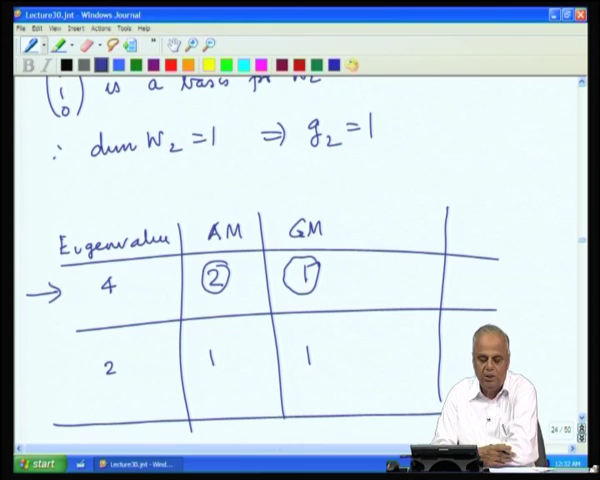 Lecture30.jnt - Windows Journal
File Edit View Insert Actions Tools Help
B I
1 is a basis for W2
0
∴ dim W2 = 1 ⇒ g2 = 1
Eigenvalue AM GM
→ 4 2 1
2 1 1
24 / 50
start Lecture30.jnt - Wind...
12:32 AM